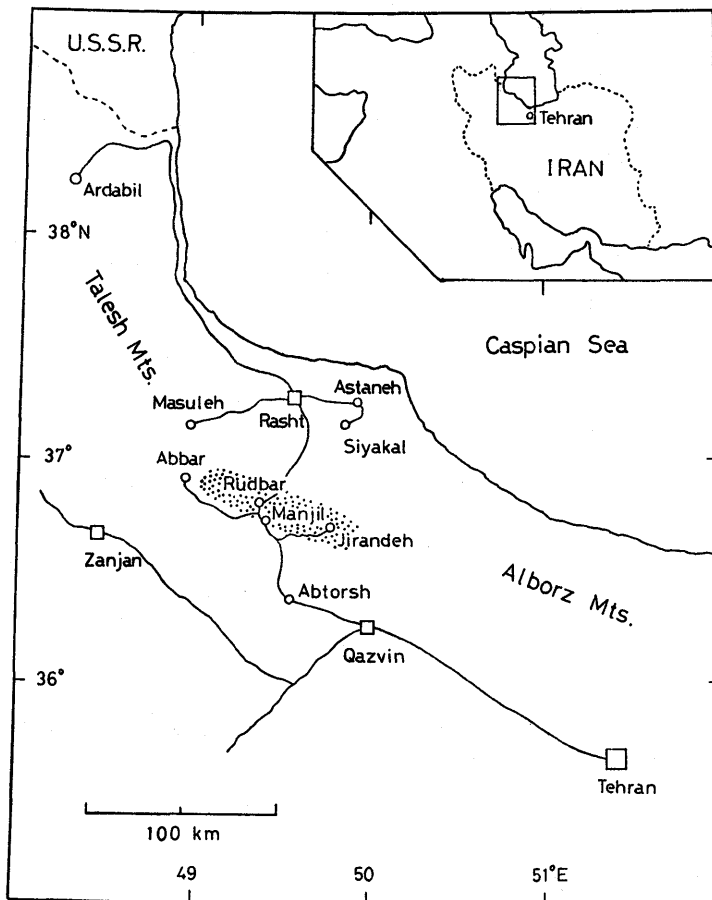 U.S.S.R.
Tehran
IRAN
Ardabil
38°N
Talesh Mts.
Caspian Sea
Astaneh
Masuleh
Rasht
Siyakal
37°
Abbar
Rudbar
Manjil
Jirandeh
Zanjan
Alborz Mts.
Abtorsh
Qazvin
36°
Tehran
100 km
49
50
51°E